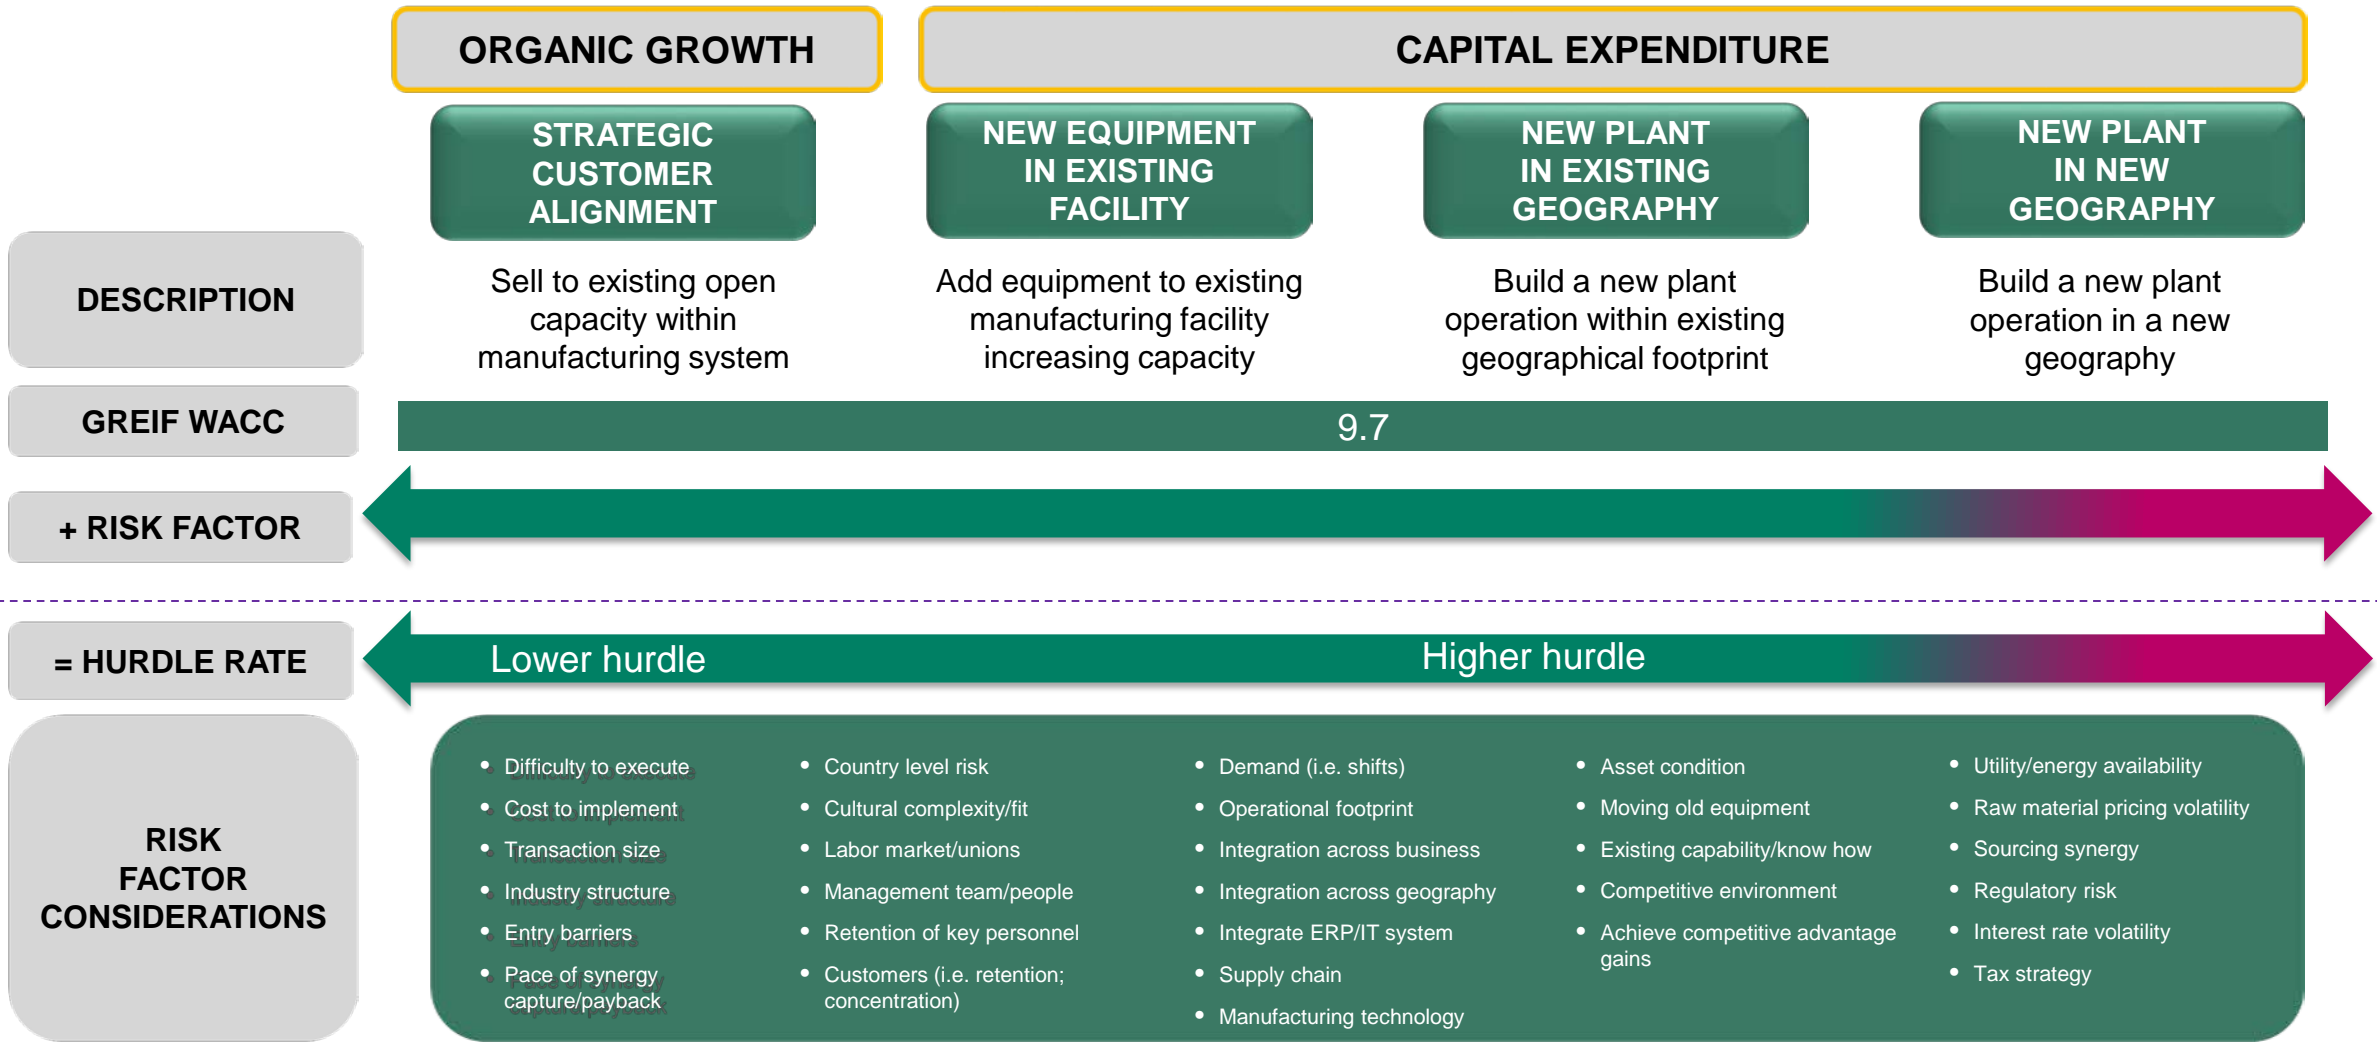 ORGANIC GROWTH
CAPITAL EXPENDITURE
STRATEGIC
CUSTOMER
ALIGNMENT
NEW EQUIPMENT
IN EXISTING
FACILITY
NEW PLANT
IN EXISTING
GEOGRAPHY
NEW PLANT
IN NEW
GEOGRAPHY
DESCRIPTION
Sell to existing open
capacity within
manufacturing system
Add equipment to existing
manufacturing facility
increasing capacity
Build a new plant
operation within existing
geographical footprint
Build a new plant
operation in a new
geography
GREIF WACC
9.7
+ RISK FACTOR
= HURDLE RATE
Lower hurdle
Higher hurdle
RISK
FACTOR
CONSIDERATIONS
• Difficulty to execute
• Cost to implement
• Transaction size
• Industry structure
• Entry barriers
• Pace of synergy
capture/payback
• Country level risk
• Cultural complexity/fit
• Labor market/unions
• Management team/people
• Retention of key personnel
• Customers (i.e. retention;
concentration)
• Demand (i.e. shifts)
• Operational footprint
• Integration across business
• Integration across geography
• Integrate ERP/IT system
• Supply chain
• Manufacturing technology
• Asset condition
• Moving old equipment
• Existing capability/know how
• Competitive environment
• Achieve competitive advantage
gains
• Utility/energy availability
• Raw material pricing volatility
• Sourcing synergy
• Regulatory risk
• Interest rate volatility
• Tax strategy